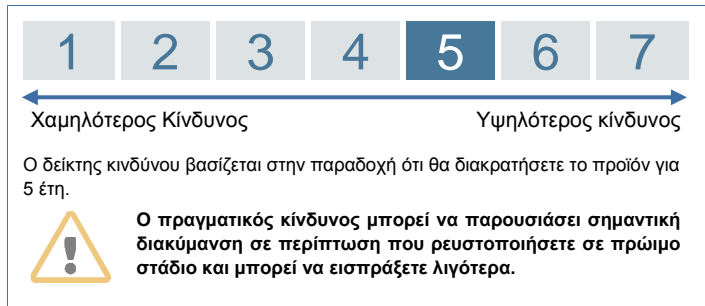 1 2 3 4 5 6 7
Χαμηλότερος Κίνδυνος Υψηλότερος κίνδυνος
Ο δείκτης κινδύνου βασίζεται στην παραδοχή ότι θα διακρατήσετε το προϊόν για
5 έτη.
Ο πραγματικός κίνδυνος μπορεί να παρουσιάσει σημαντική
διακύμανση σε περίπτωση που ρευστοποιήσετε σε πρώιμο
στάδιο και μπορεί να εισπράξετε λιγότερα.